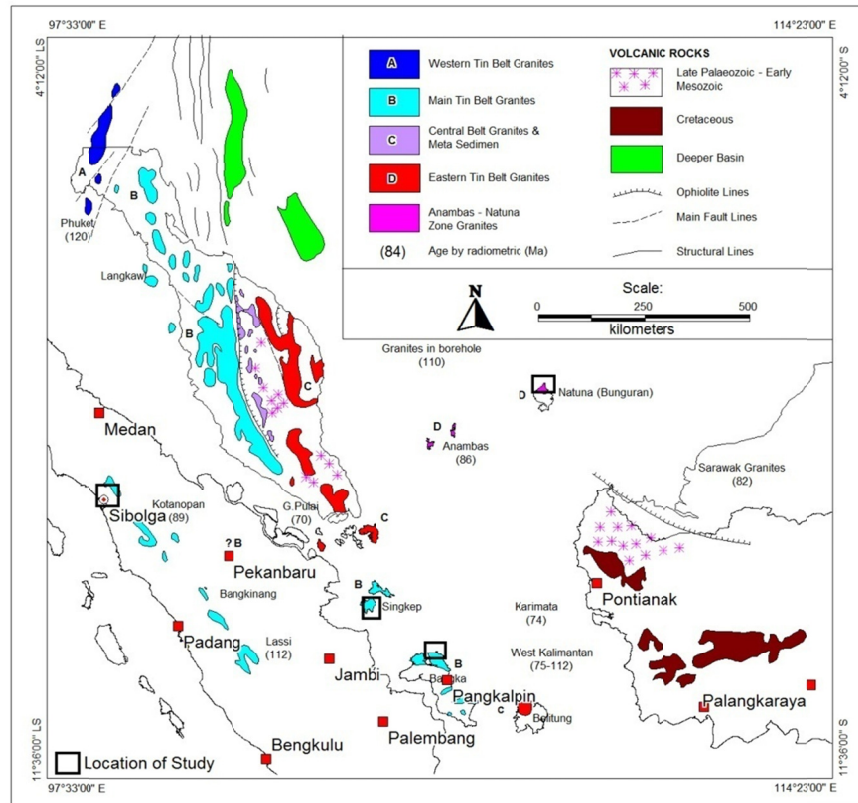 97°33'00" E
114°23'00" E
4°12'00" LS
4°12'00" LS
A
Western Tin Belt Granites
B
Main Tin Belt Granites
C
Central Belt Granites &
Meta Sedimen
D
Eastern Tin Belt Granites
Anambas - Natuna
Zone Granites
(84)
Age by radiometric (Ma)
VOLCANIC ROCKS
Late Palaeozoic - Early
Mesozoic
Cretaceous
Deeper Basin
Ophiolite Lines
Main Fault Lines
Structural Lines
N
Scale:
0
250
500
kilometers
A
B
Phuket
(120)
Langkawi
B
C
Granites in borehole
(110)
D
Natuna (Bunguran)
D
Anambas
(86)
Medan
Sarawak Granites
(82)
Sibolga
Kotanopan
(89)
G.Pulai
(70)
C
?B
Pekanbaru
B
Singkep
Bangkinang
Pontianak
Karimata
(74)
Padang
Lassi
(112)
West Kalimantan
(75-112)
Jambi
B
Bangka
Pangkalpin
C
Belitung
Palangkaraya
Palembang
Bengkulu
Location of Study
11°36'00" LS
11°36'00" LS
97°33'00" E
114°23'00" E